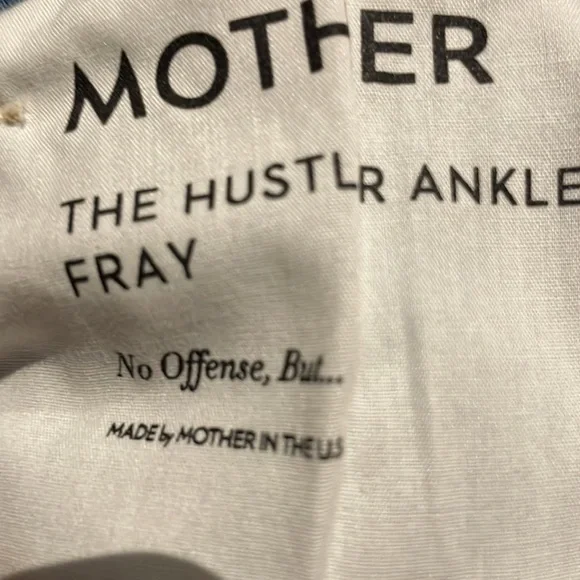 MOTHER
THE HUSTLR ANKLE
FRAY
No Offense, But...
MADE by MOTHER IN THE U.S